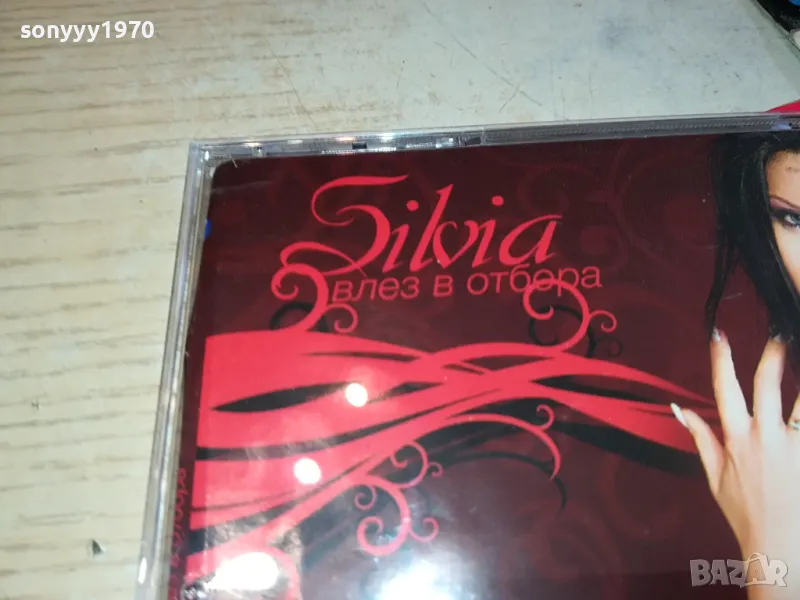 sonyyy1970
Silvia
влез в отбора
BAZAR